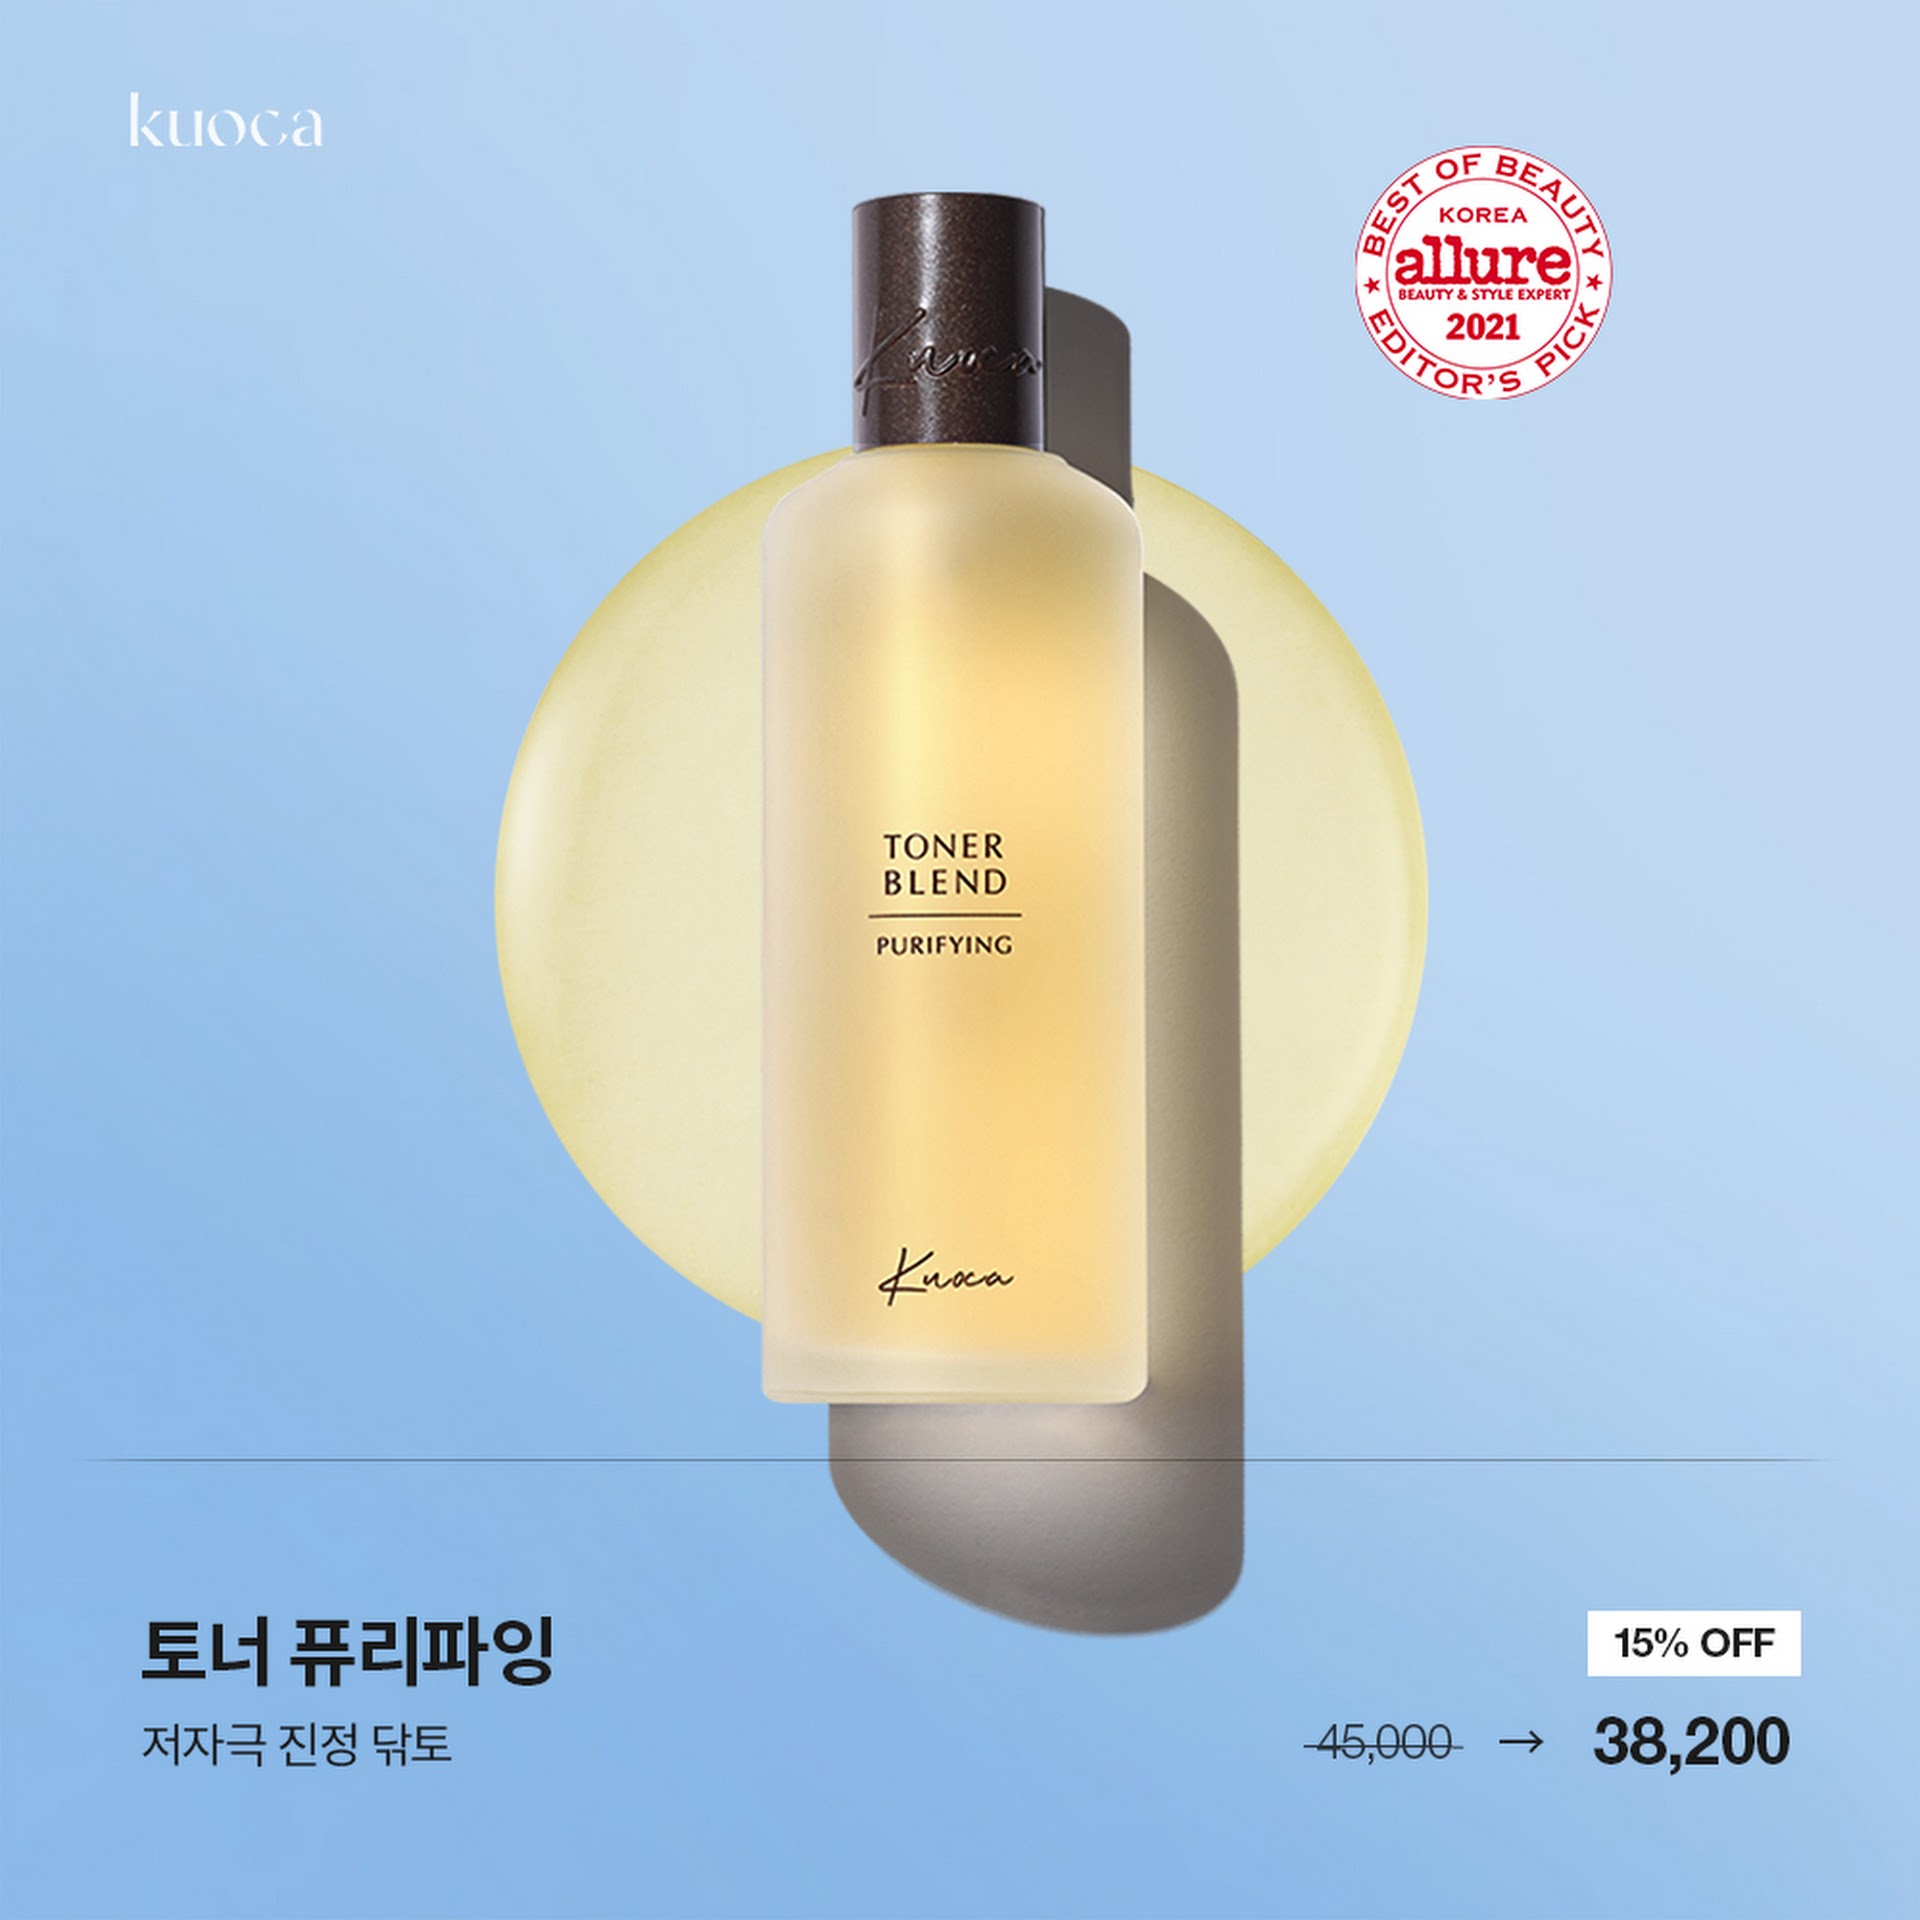 kuoca
BEST OF BEAUTY
KOREA
allure
BEAUTY & STYLE EXPERT
2021
EDITOR'S PICK
Kuoca
TONER
BLEND
PURIFYING
Kuoca
토너 퓨리파잉
저자극 진정 닦토
15% OFF
45,000 → 38,200